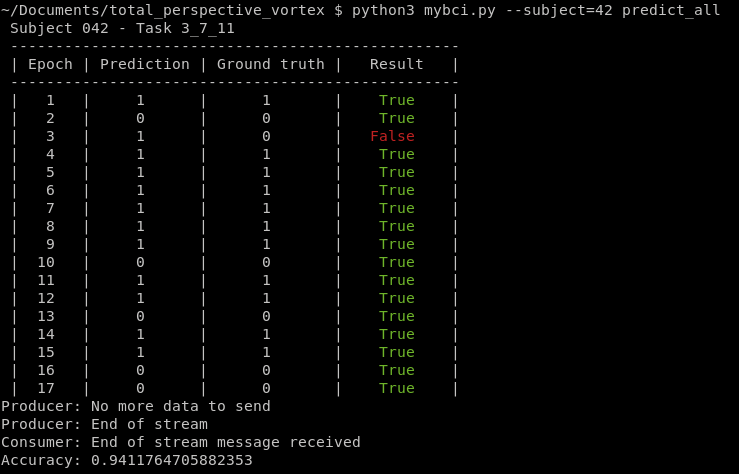 ~/Documents/total_perspective_vortex $ python3 mybci.py --subject=42 predict_all
Subject 042 - Task 3_7_11
--------------------------------------------------
| Epoch | Prediction | Ground truth | Result |
--------------------------------------------------
| 1 | 1 1 | True |
| 2 | 0 0 | True |
| 3 | 1 0 | False |
| 4 | 1 1 | True |
| 5 | 1 1 | True |
| 6 | 1 1 | True |
| 7 | 1 1 | True |
| 8 | 1 1 | True |
| 9 | 1 1 | True |
| 10 | 0 0 | True |
| 11 | 1 1 | True |
| 12 | 1 1 | True |
| 13 | 0 0 | True |
| 14 | 1 1 | True |
| 15 | 1 1 | True |
| 16 | 0 0 | True |
| 17 | 0 0 | True |
Producer: No more data to send
Producer: End of stream
Consumer: End of stream message received
Accuracy: 0.9411764705882353